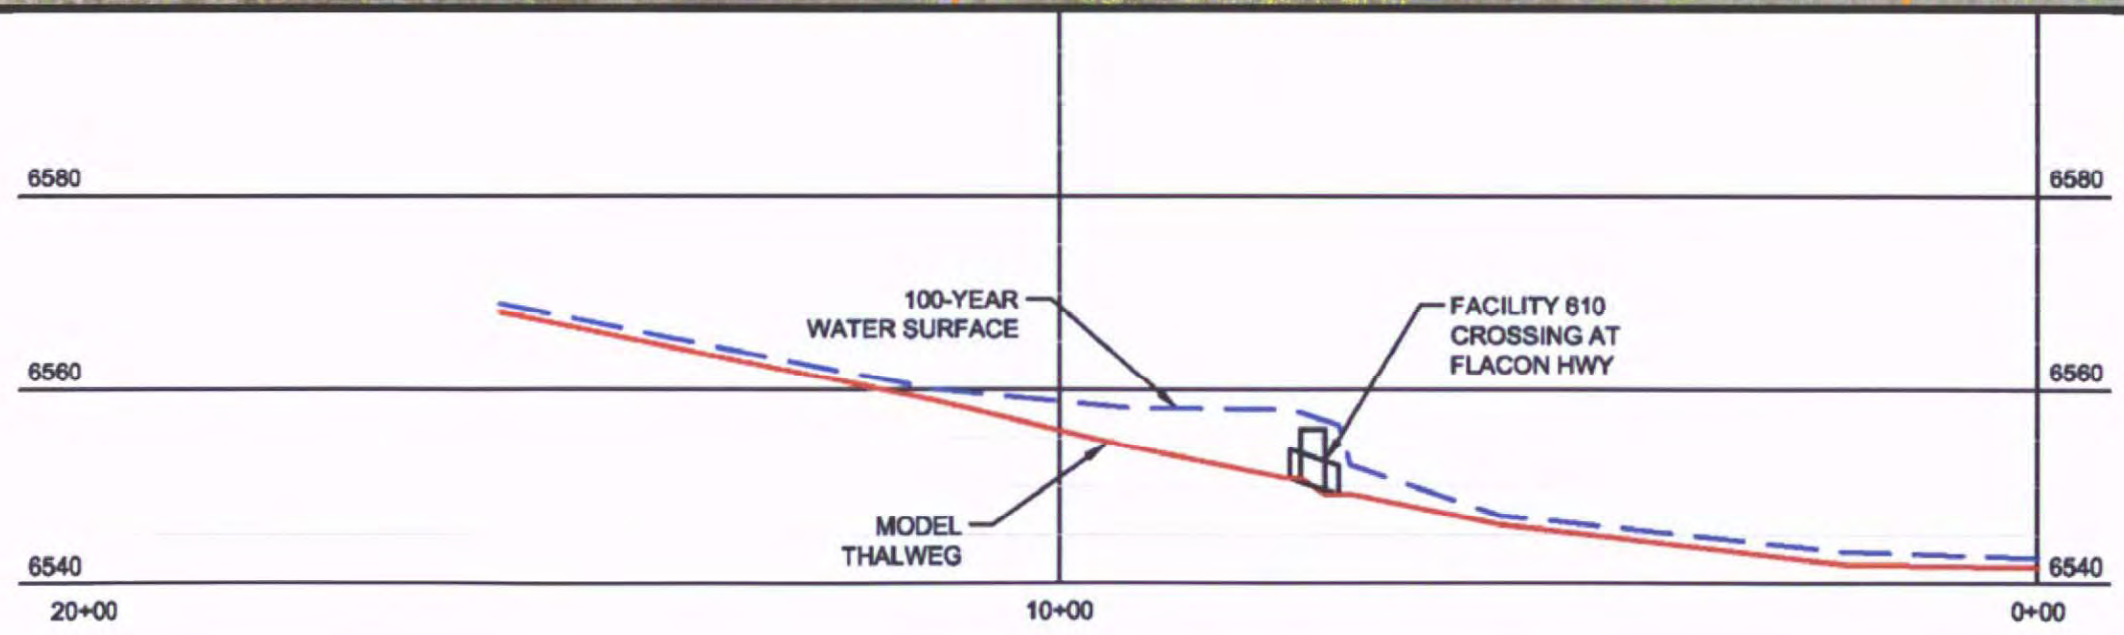 6580
6580
100-YEAR
WATER SURFACE
FACILITY 610
CROSSING AT
FLACON HWY
6560
6560
MODEL
THALWEG
6540
6540
20+00
10+00
0+00